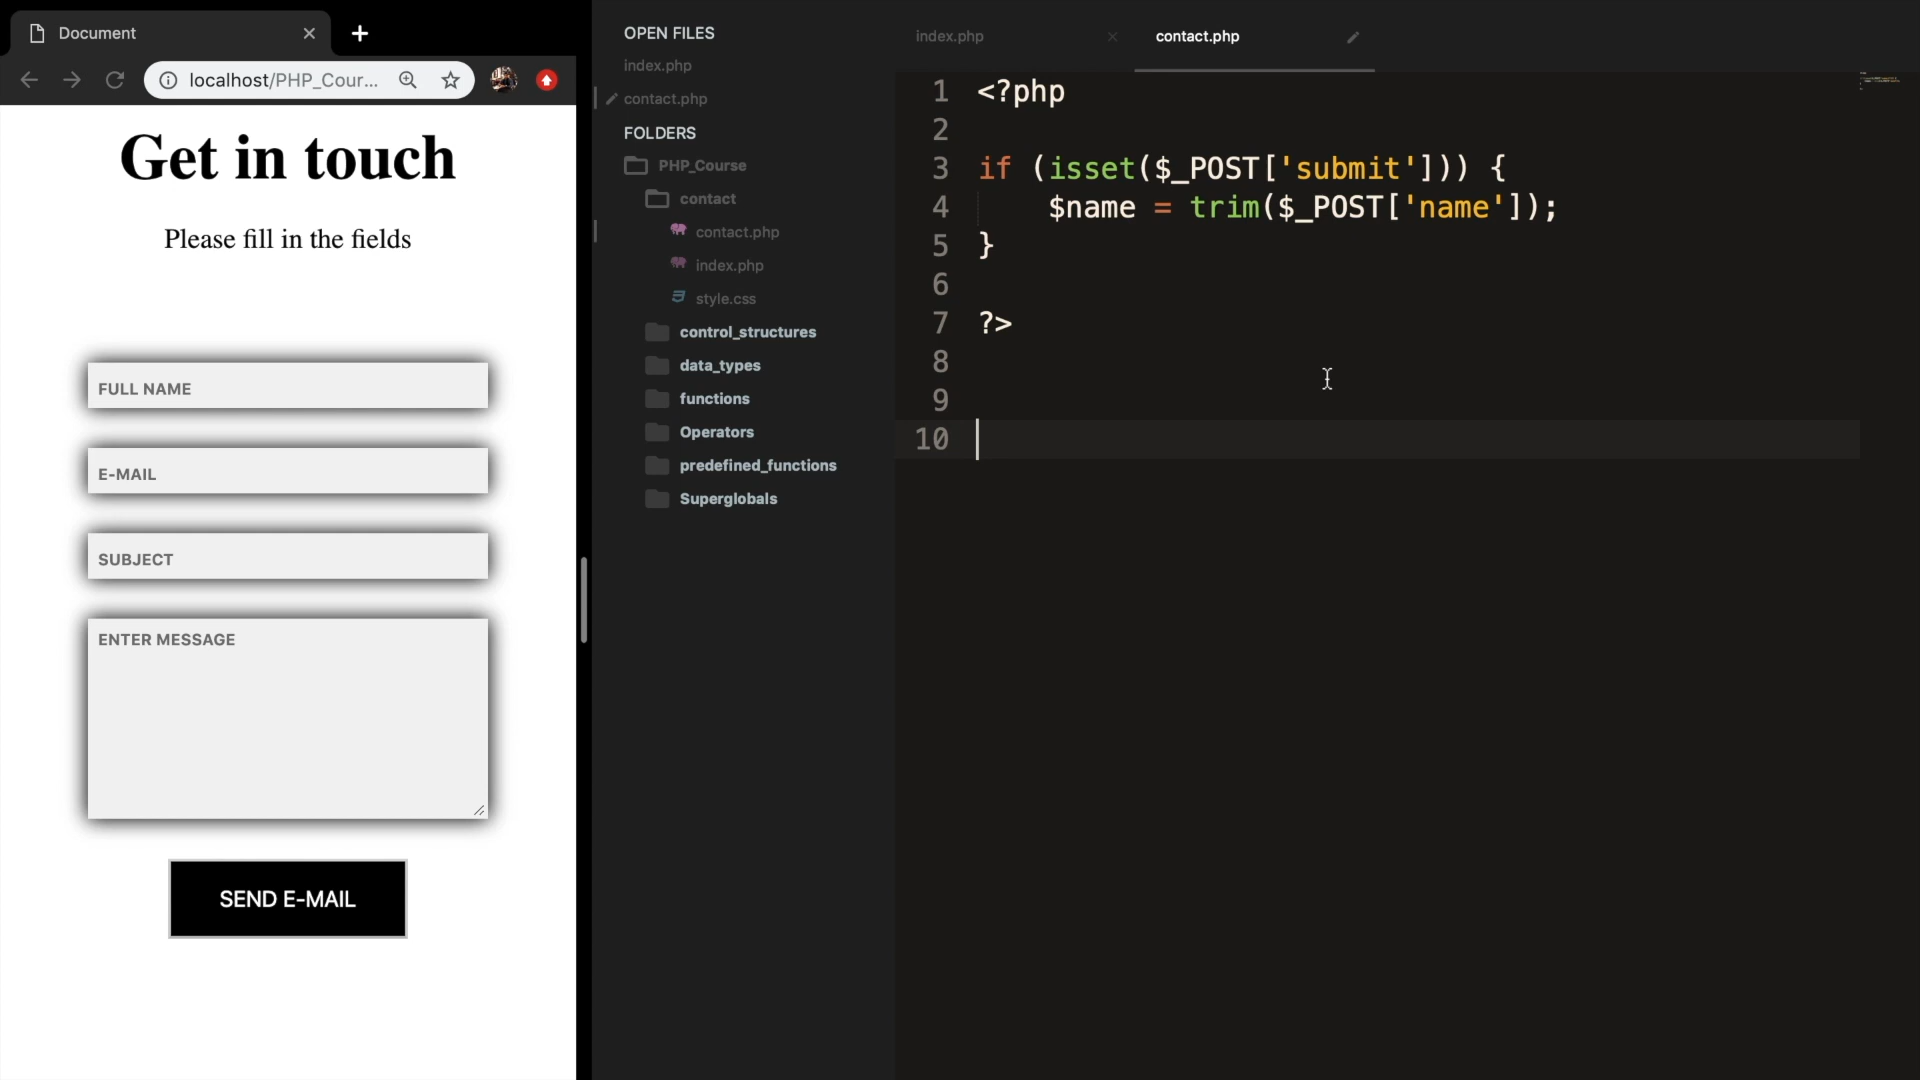 Document
localhost/PHP_Cour...
Get in touch
Please fill in the fields
FULL NAME
E-MAIL
SUBJECT
ENTER MESSAGE
SEND E-MAIL
OPEN FILES
index.php
contact.php
FOLDERS
PHP_Course
contact
contact.php
index.php
style.css
control_structures
data_types
functions
Operators
predefined_functions
Superglobals
index.php
contact.php
1 <?php
2
3 if (isset($_POST['submit'])) {
4 $name = trim($_POST['name']);
5 }
6
7 ?>
8
9
10